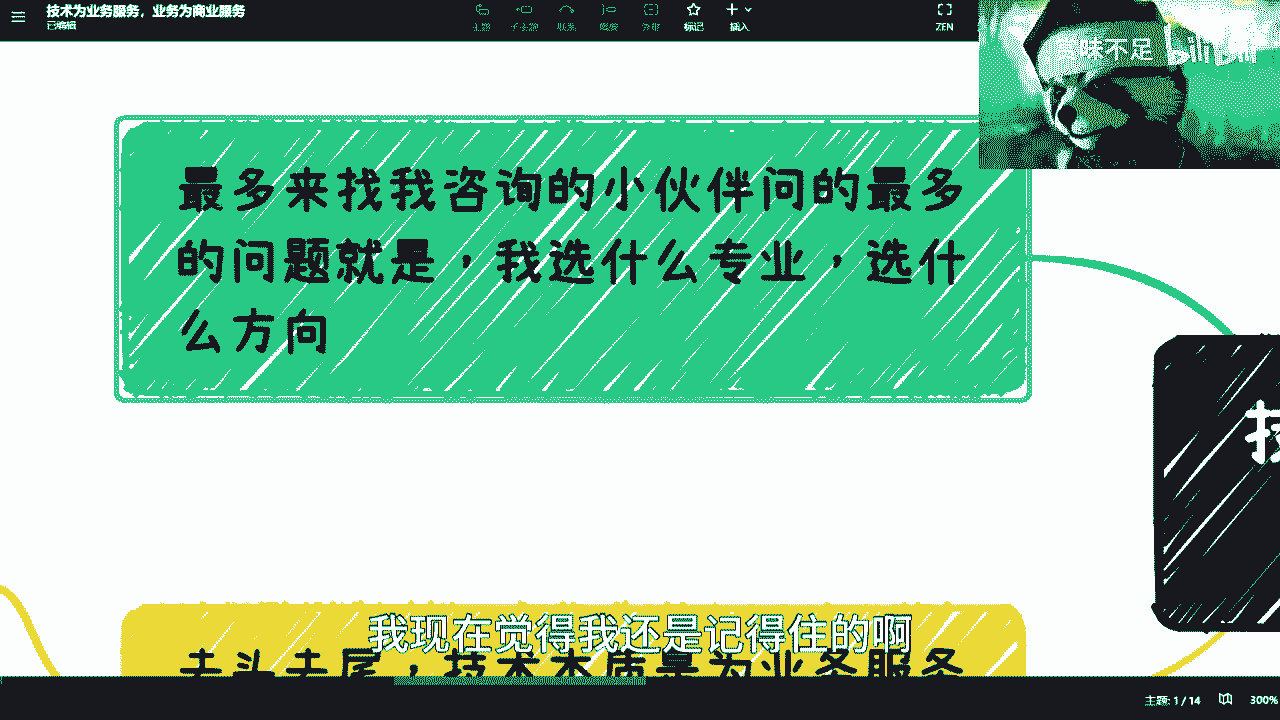 技术为业务服务，业务为商业服务
已编辑
主题
子主题
联系
概要
外框
标记
插入
ZEN
味不足 bilibili
最多来找我咨询的小伙伴问的最多
的问题就是，我选什么专业，选什
么方向
技
去头去尾，技术本质是为业务服务
我现在觉得我还是记得住的啊
主题: 1 / 14
300%